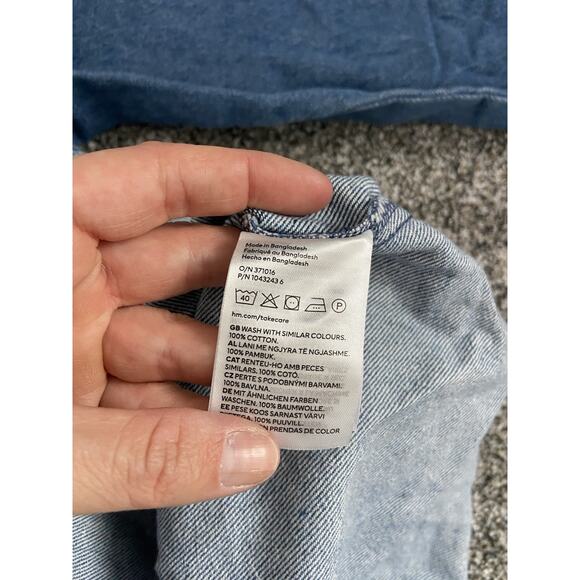 Made in Bangladesh
Fabriqué au Bangladesh
Hecho en Bangladesh
O/N 371016
P/N 1043243 6
40 P
hm.com/takecare
GB WASH WITH SIMILAR COLOURS.
100% COTTON.
AL LANI ME NGJYRA TË NGJASHME.
100% PAMBUK.
CAT RENTEU-HO AMB PECES
SIMILARS. 100% COTÓ.
CZ PERTE S PODOBNÝMI BARVAMI.
100% BAVLNA.
DE MIT ÄHNLICHEN FARBEN
WASCHEN. 100% BAUMWOLLE.
EE PESE KOOS SARNAST VÄRVI
100% PUUVILL.
EN PRENDAS DE COLOR